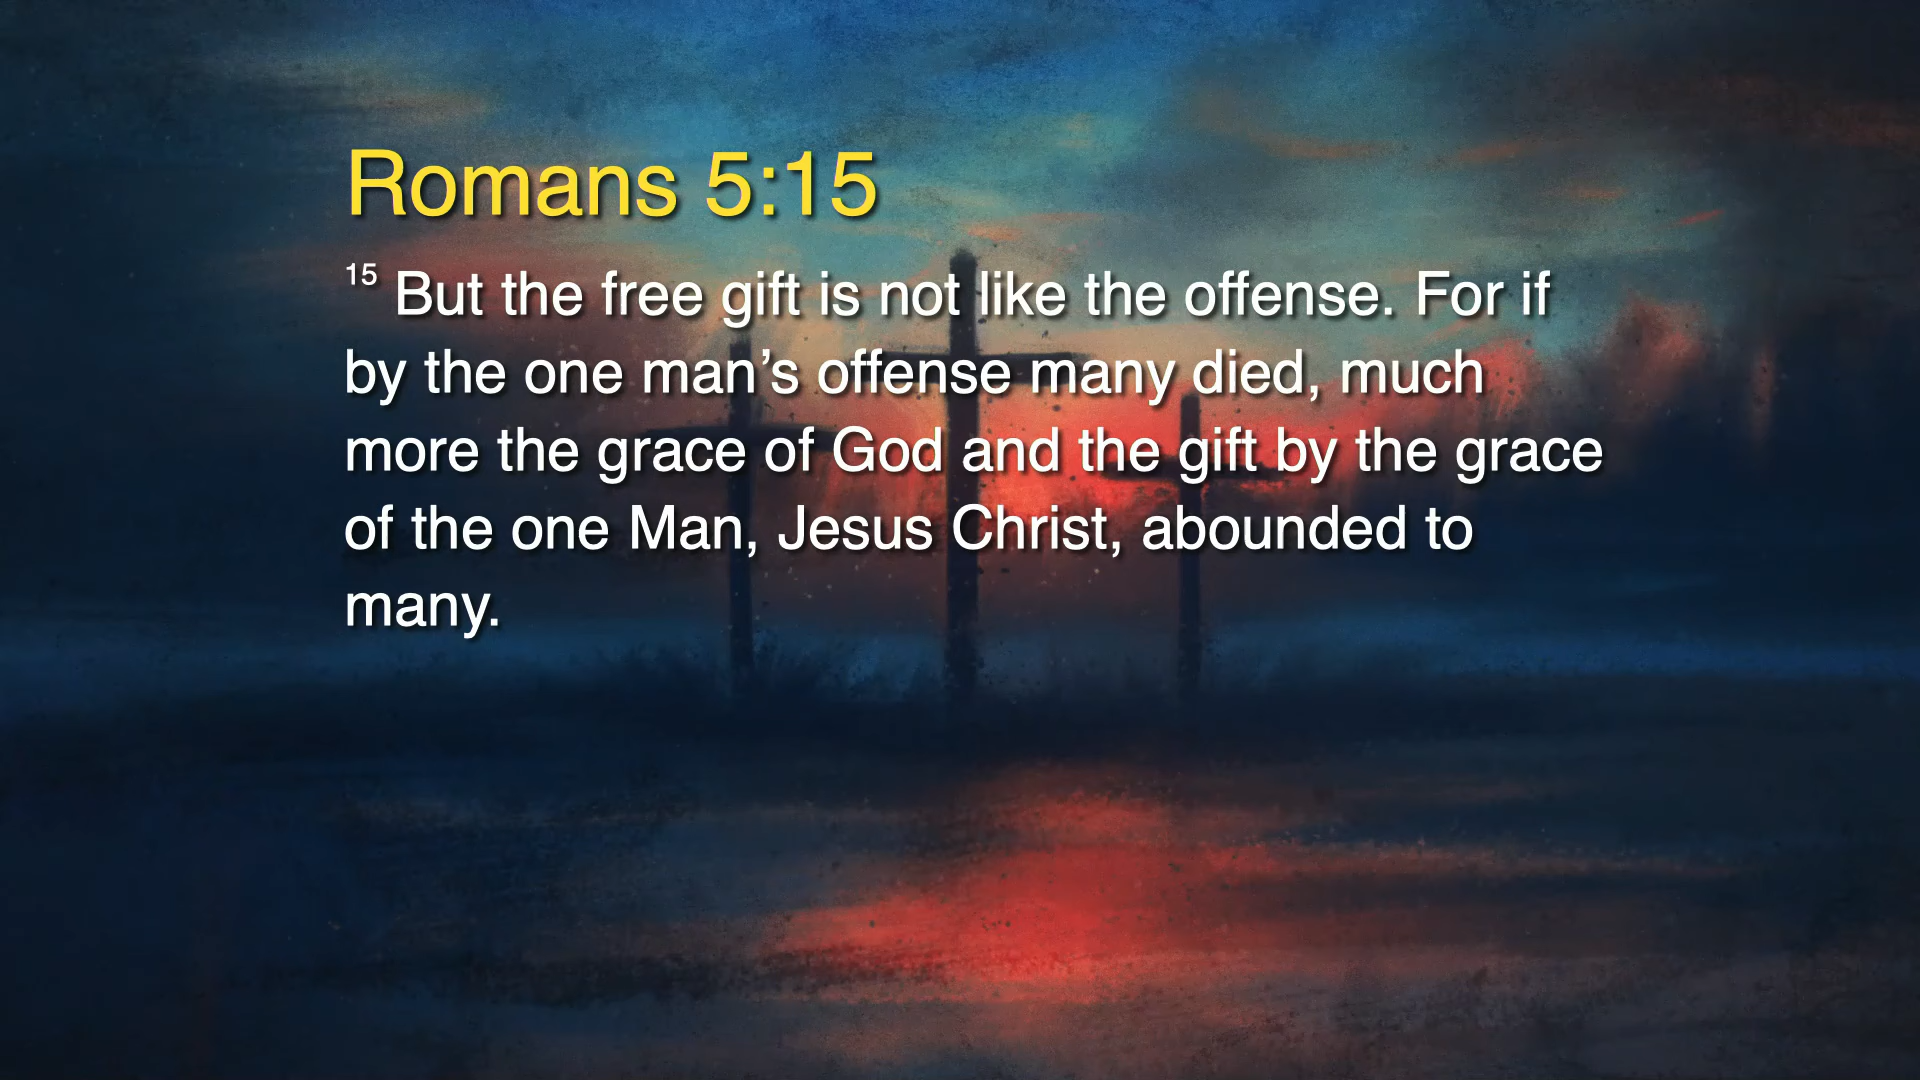 Romans 5:15
15 But the free gift is not like the offense. For if
by the one man’s offense many died, much
more the grace of God and the gift by the grace
of the one Man, Jesus Christ, abounded to
many.